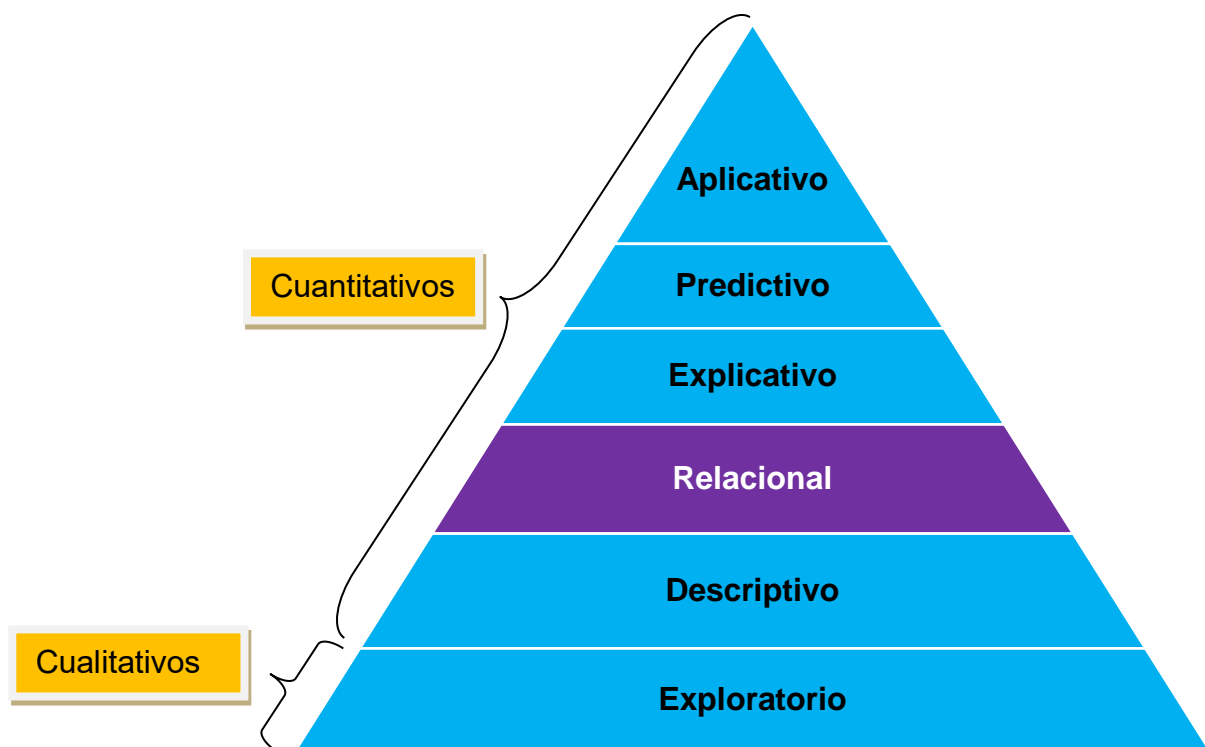 Aplicativo
Cuantitativos
Predictivo
Explicativo
Relacional
Descriptivo
Cualitativos
Exploratorio